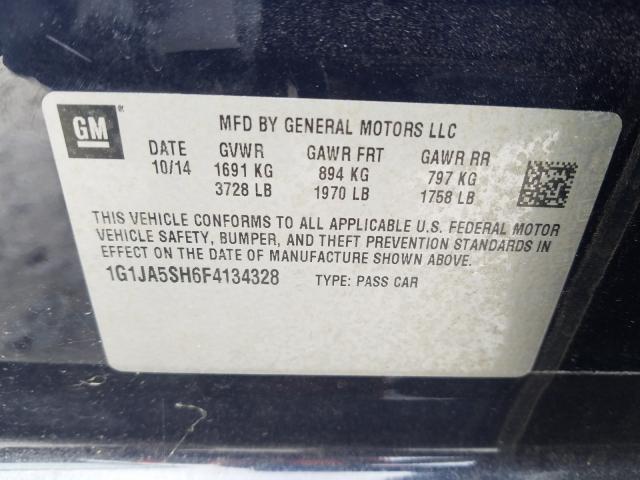 GM
MFD BY GENERAL MOTORS LLC
DATE GVWR GAWR FRT GAWR RR
10/14 1691 KG 894 KG 797 KG
3728 LB 1970 LB 1758 LB
THIS VEHICLE CONFORMS TO ALL APPLICABLE U.S. FEDERAL MOTOR
VEHICLE SAFETY, BUMPER, AND THEFT PREVENTION STANDARDS IN
EFFECT ON THE DATE OF MANUFACTURE SHOWN ABOVE.
1G1JA5SH6F4134328 TYPE: PASS CAR